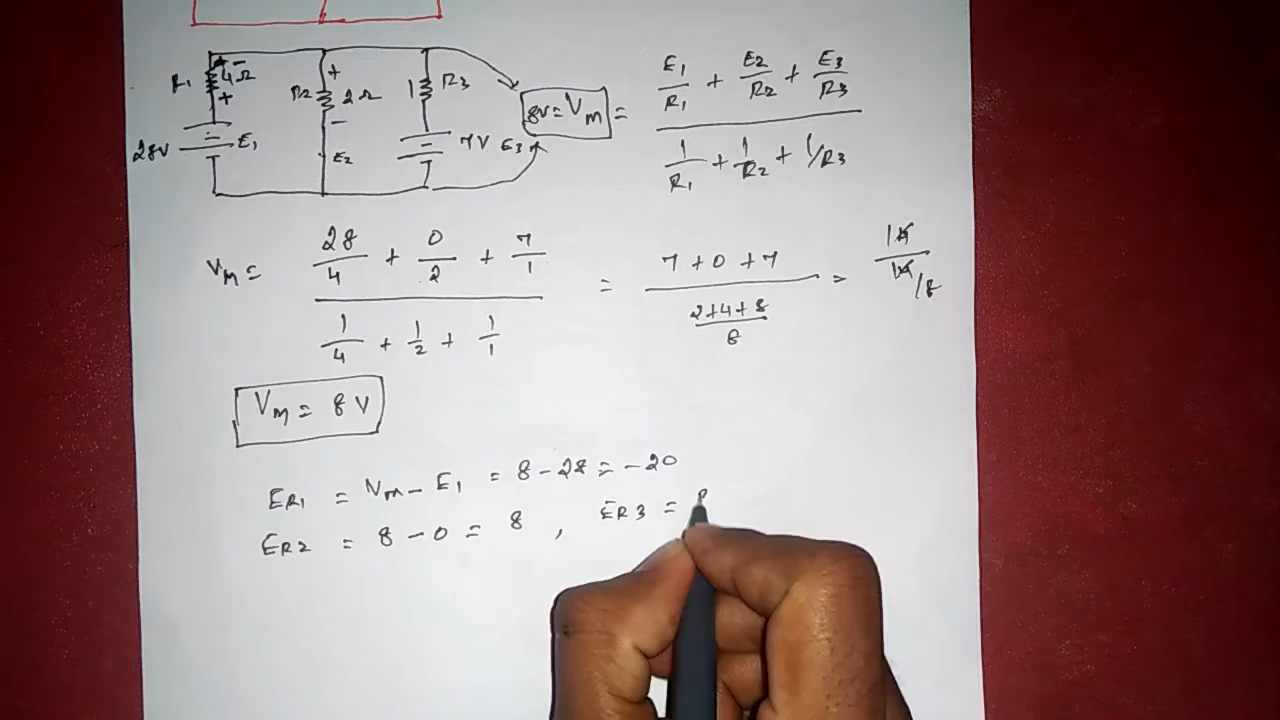 R1 4Ω R2 2Ω 1 R3
28V E1 E2 7V E3
8V = Vm = (E1/R1 + E2/R2 + E3/R3) / (1/R1 + 1/R2 + 1/R3)
VM = (28/4 + 0/2 + 7/1) / (1/4 + 1/2 + 1/1) = (7 + 0 + 7) / ((2+4+8)/8) = 14 / (14/8)
VM = 8 V
ER1 = VM - E1 = 8 - 28 = -20
ER2 = 8 - 0 = 8 , ER3 =